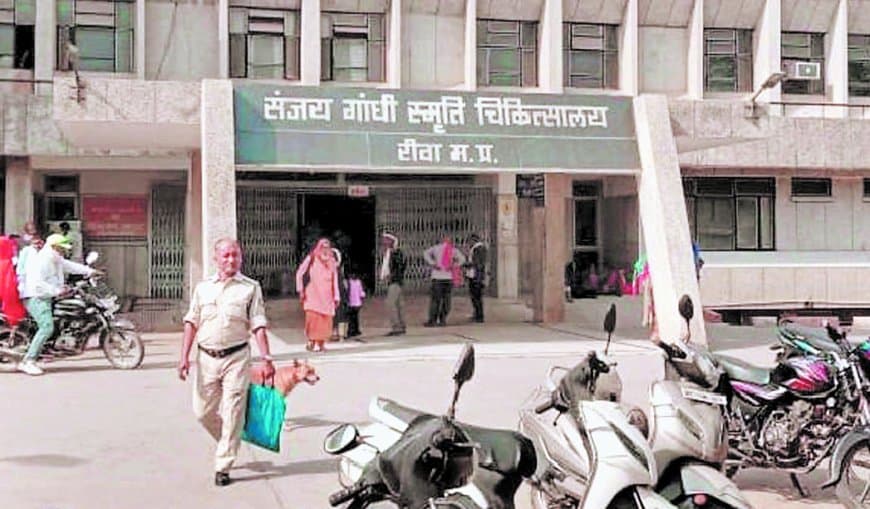 संजय गांधी स्मृति चिकित्सालय
रीवा म.प्र.